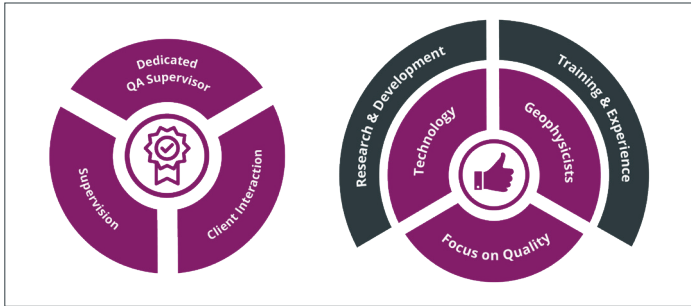 Dedicated
QA Supervisor
Supervision
Client Interaction
Research & Development
Training & Experience
Technology
Geophysicists
Focus on Quality